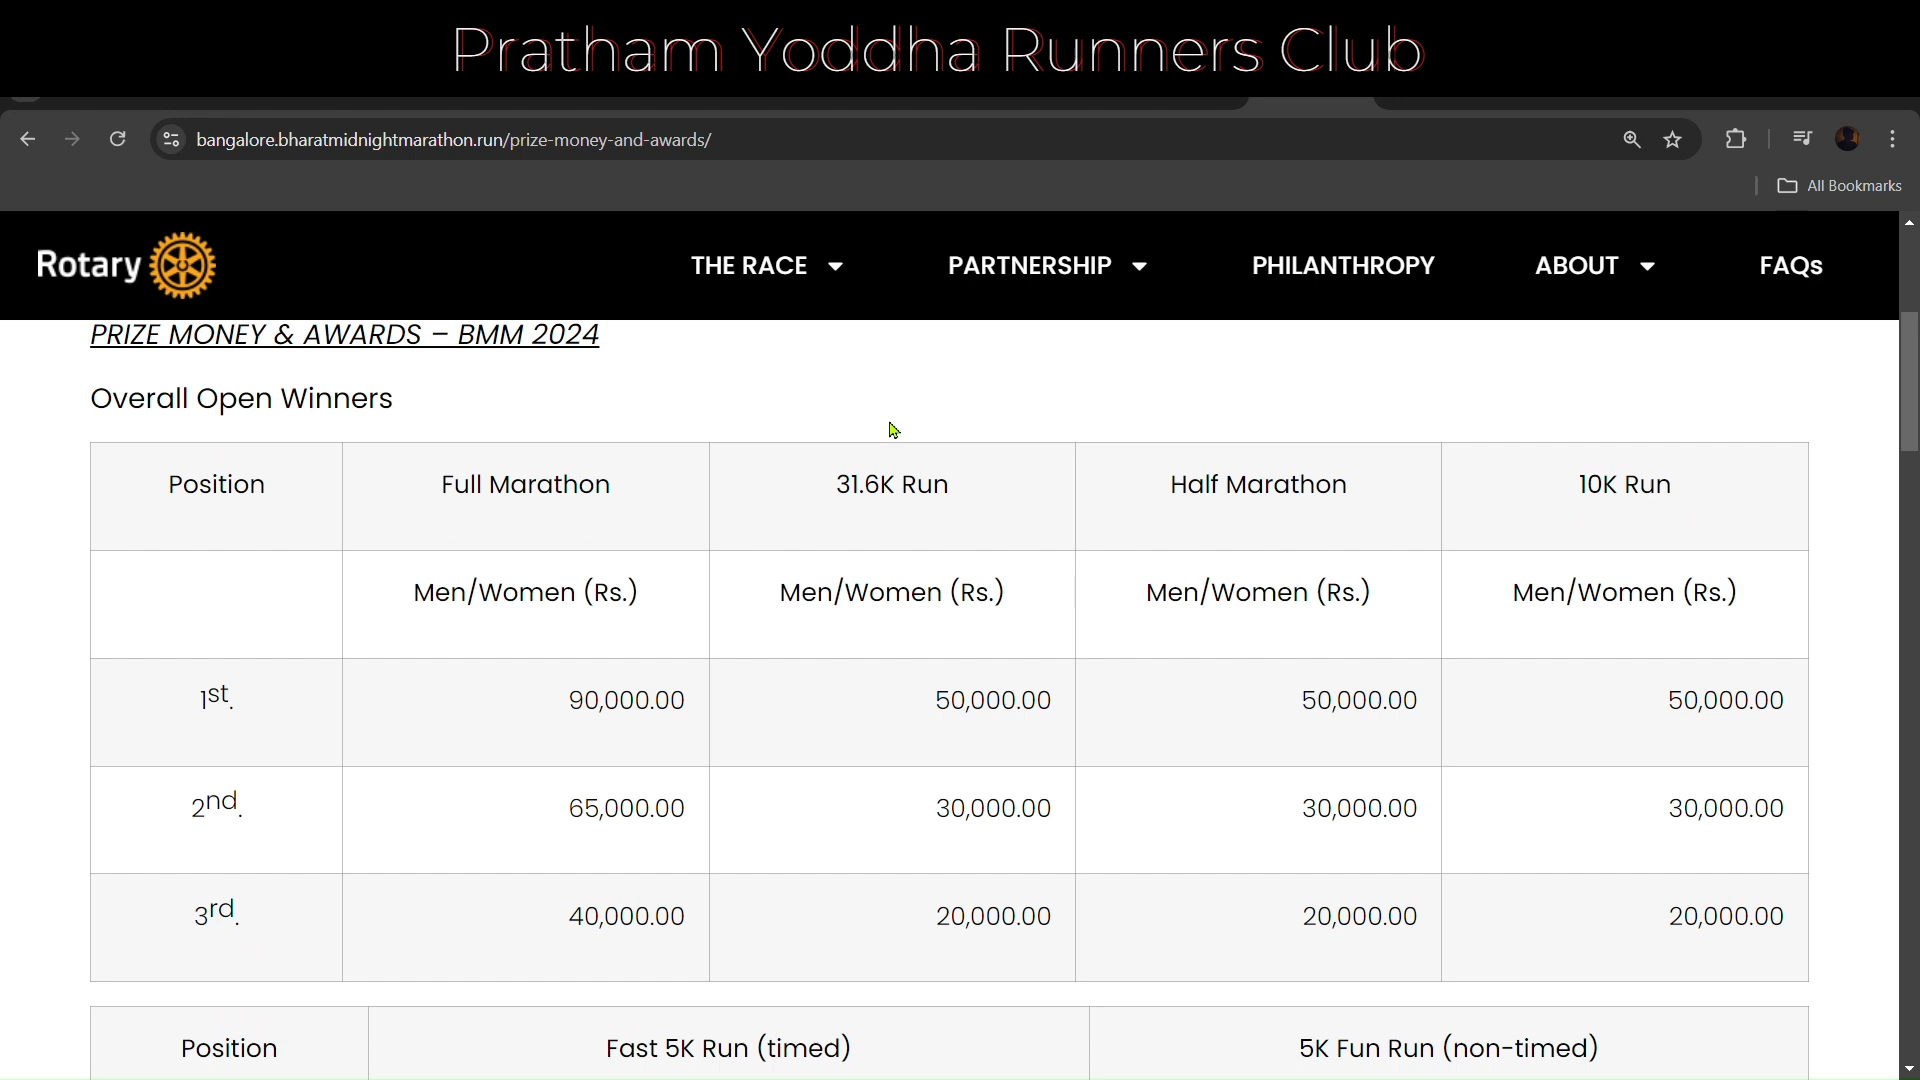 Pratham Yoddha Runners Club
bangalore.bharatmidnightmarathon.run/prize-money-and-awards/
All Bookmarks
Rotary THE RACE PARTNERSHIP PHILANTHROPY ABOUT FAQs
PRIZE MONEY & AWARDS – BMM 2024
Overall Open Winners
Position Full Marathon 31.6K Run Half Marathon 10K Run
Men/Women (Rs.) Men/Women (Rs.) Men/Women (Rs.) Men/Women (Rs.)
1st. 90,000.00 50,000.00 50,000.00 50,000.00
2nd. 65,000.00 30,000.00 30,000.00 30,000.00
3rd. 40,000.00 20,000.00 20,000.00 20,000.00
Position Fast 5K Run (timed) 5K Fun Run (non-timed)